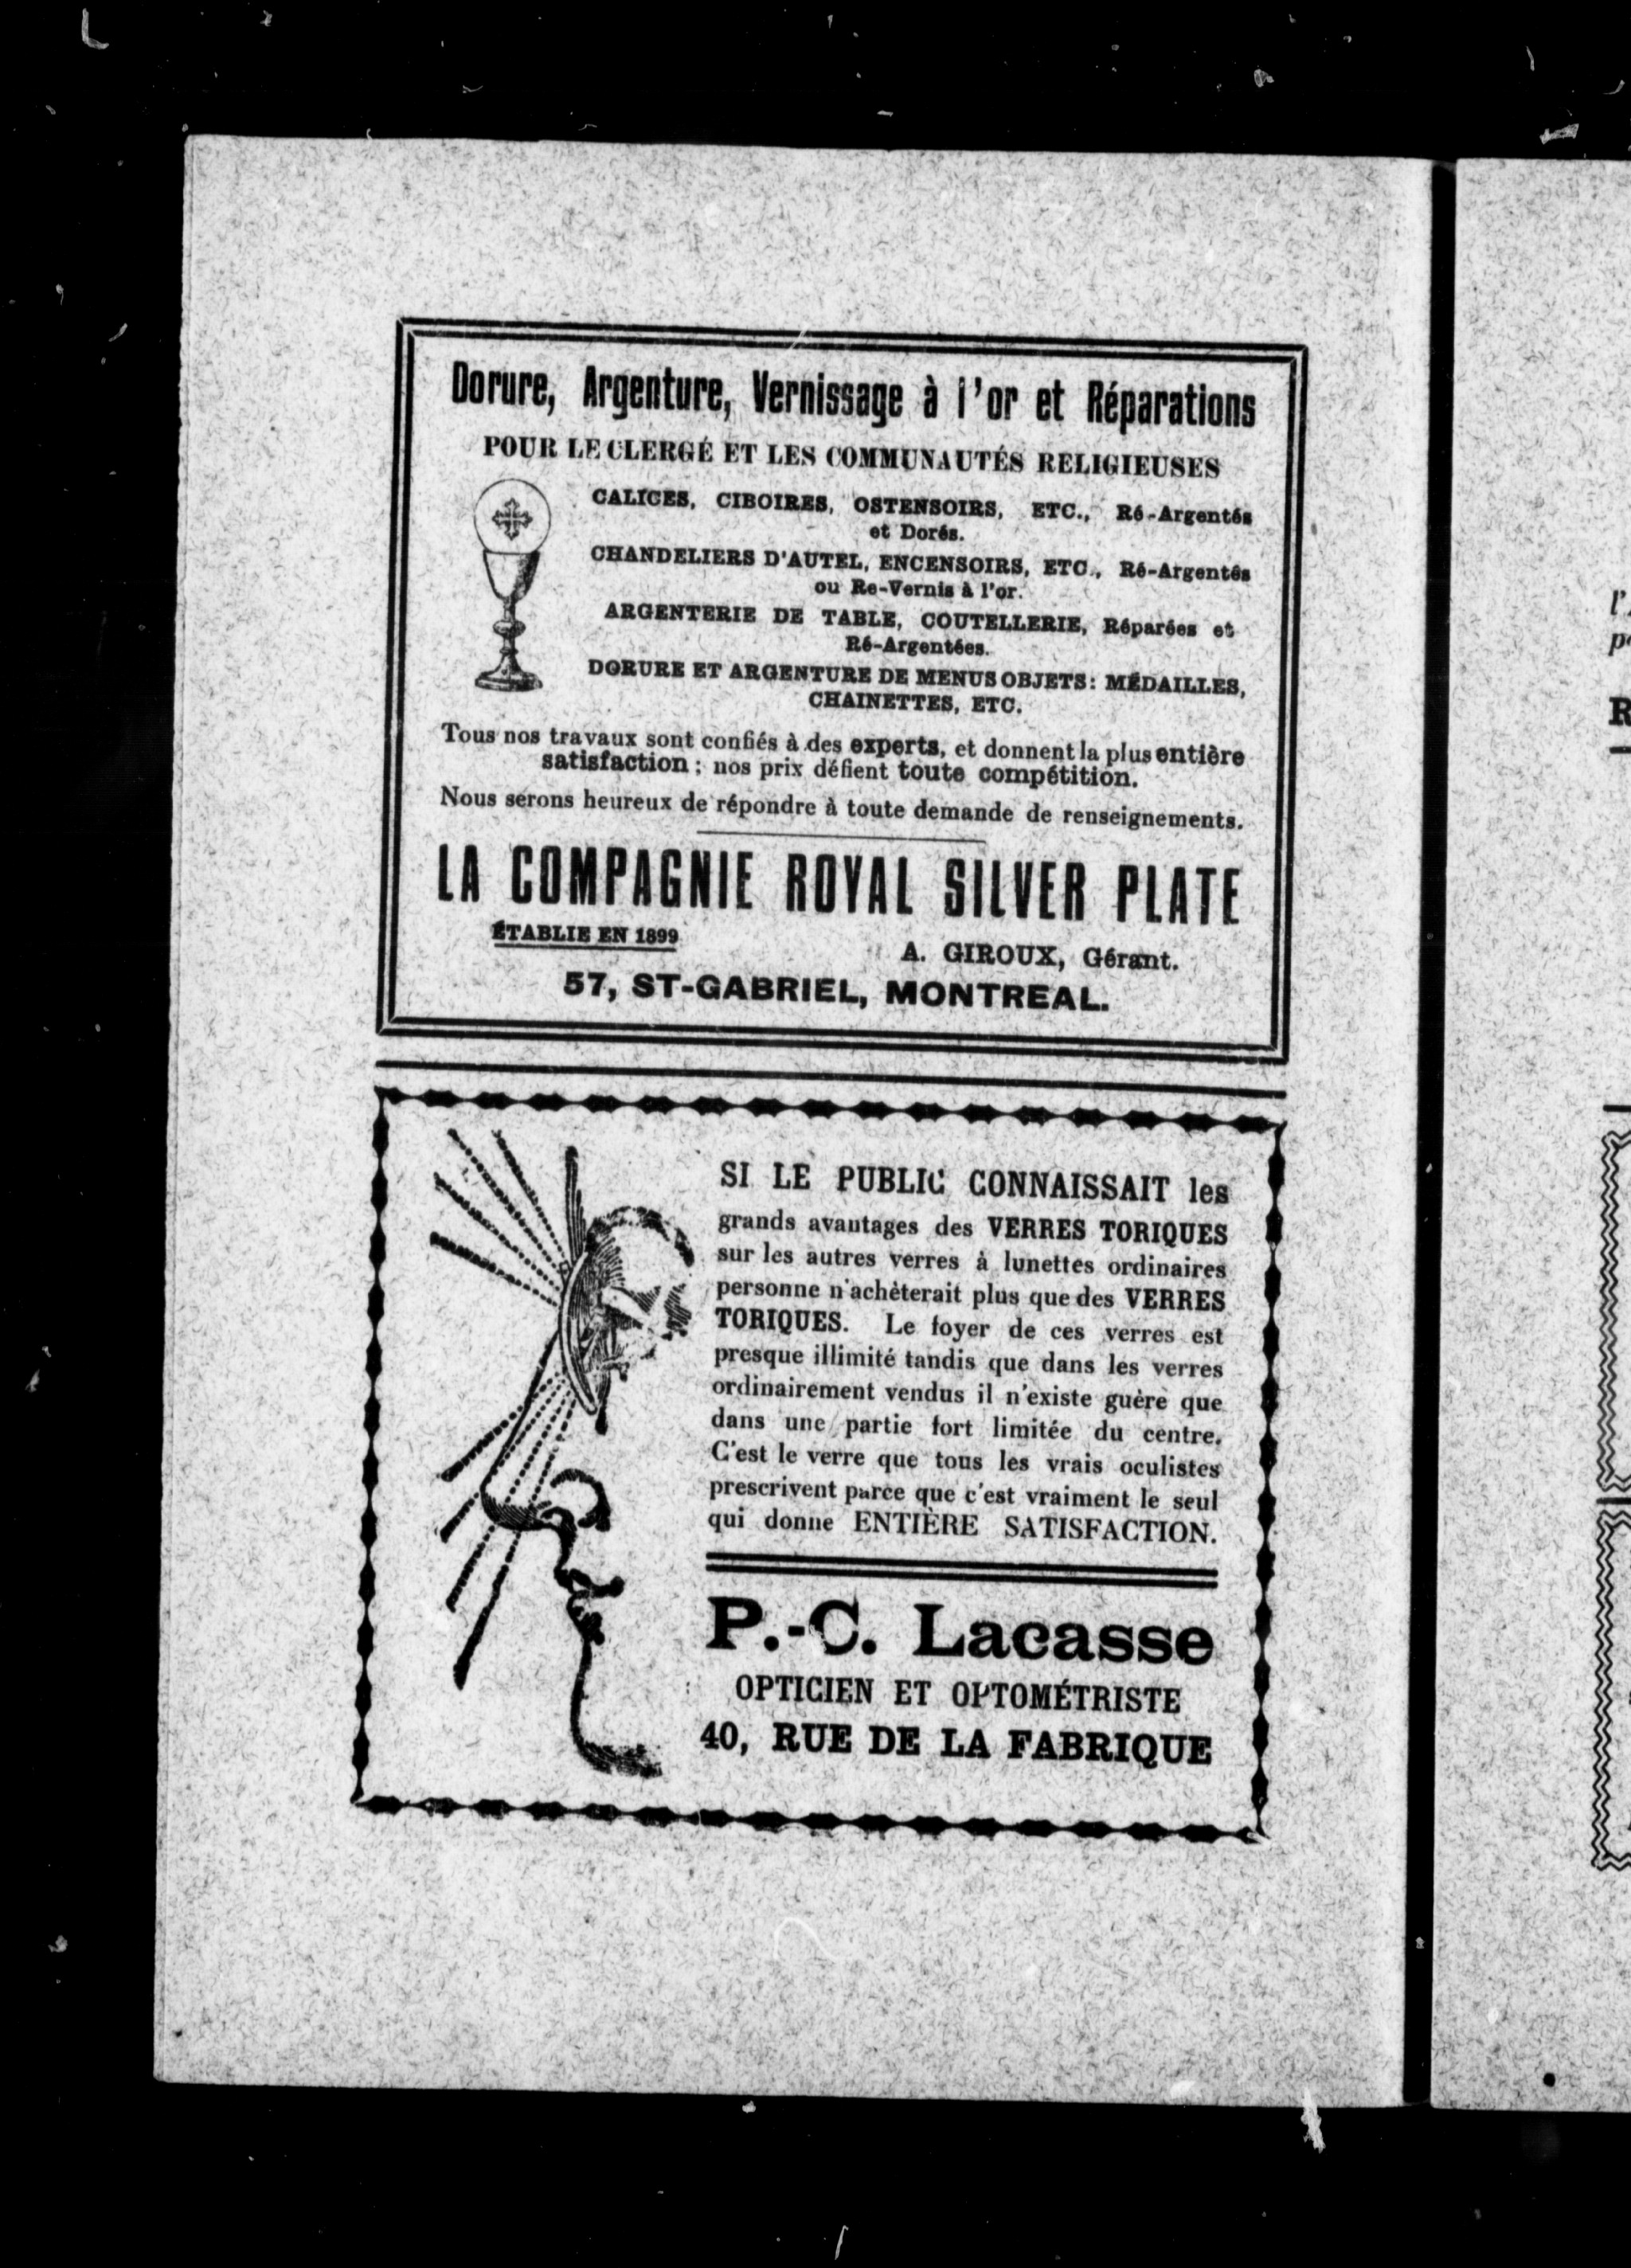 Dorure, Argenture, Vernissage à l'or et Réparations
POUR LE CLERGÉ ET LES COMMUNAUTÉS RELIGIEUSES
CALICES, CIBOIRES, OSTENSOIRS, ETC., Ré-Argentés
et Dorés.
CHANDELIERS D'AUTEL, ENCENSOIRS, ETC., Ré-Argentés
ou Re-Vernis à l'or.
ARGENTERIE DE TABLE, COUTELLERIE, Réparées et
Ré-Argentées.
DORURE ET ARGENTURE DE MENUS OBJETS: MÉDAILLES,
CHAINETTES, ETC.
Tous nos travaux sont confiés à des experts, et donnent la plus entière
satisfaction; nos prix défient toute compétition.
Nous serons heureux de répondre à toute demande de renseignements.
LA COMPAGNIE ROYAL SILVER PLATE
ÉTABLIE EN 1899
A. GIROUX, Gérant.
57, ST-GABRIEL, MONTREAL.
SI LE PUBLIC CONNAISSAIT les
grands avantages des VERRES TORIQUES
sur les autres verres à lunettes ordinaires
personne n'achèterait plus que des VERRES
TORIQUES. Le foyer de ces verres est
presque illimité tandis que dans les verres
ordinairement vendus il n'existe guère que
dans une partie fort limitée du centre.
C'est le verre que tous les vrais oculistes
prescrivent parce que c'est vraiment le seul
qui donne ENTIÈRE SATISFACTION.
P.-C. Lacasse
OPTICIEN ET OPTOMÉTRISTE
40, RUE DE LA FABRIQUE